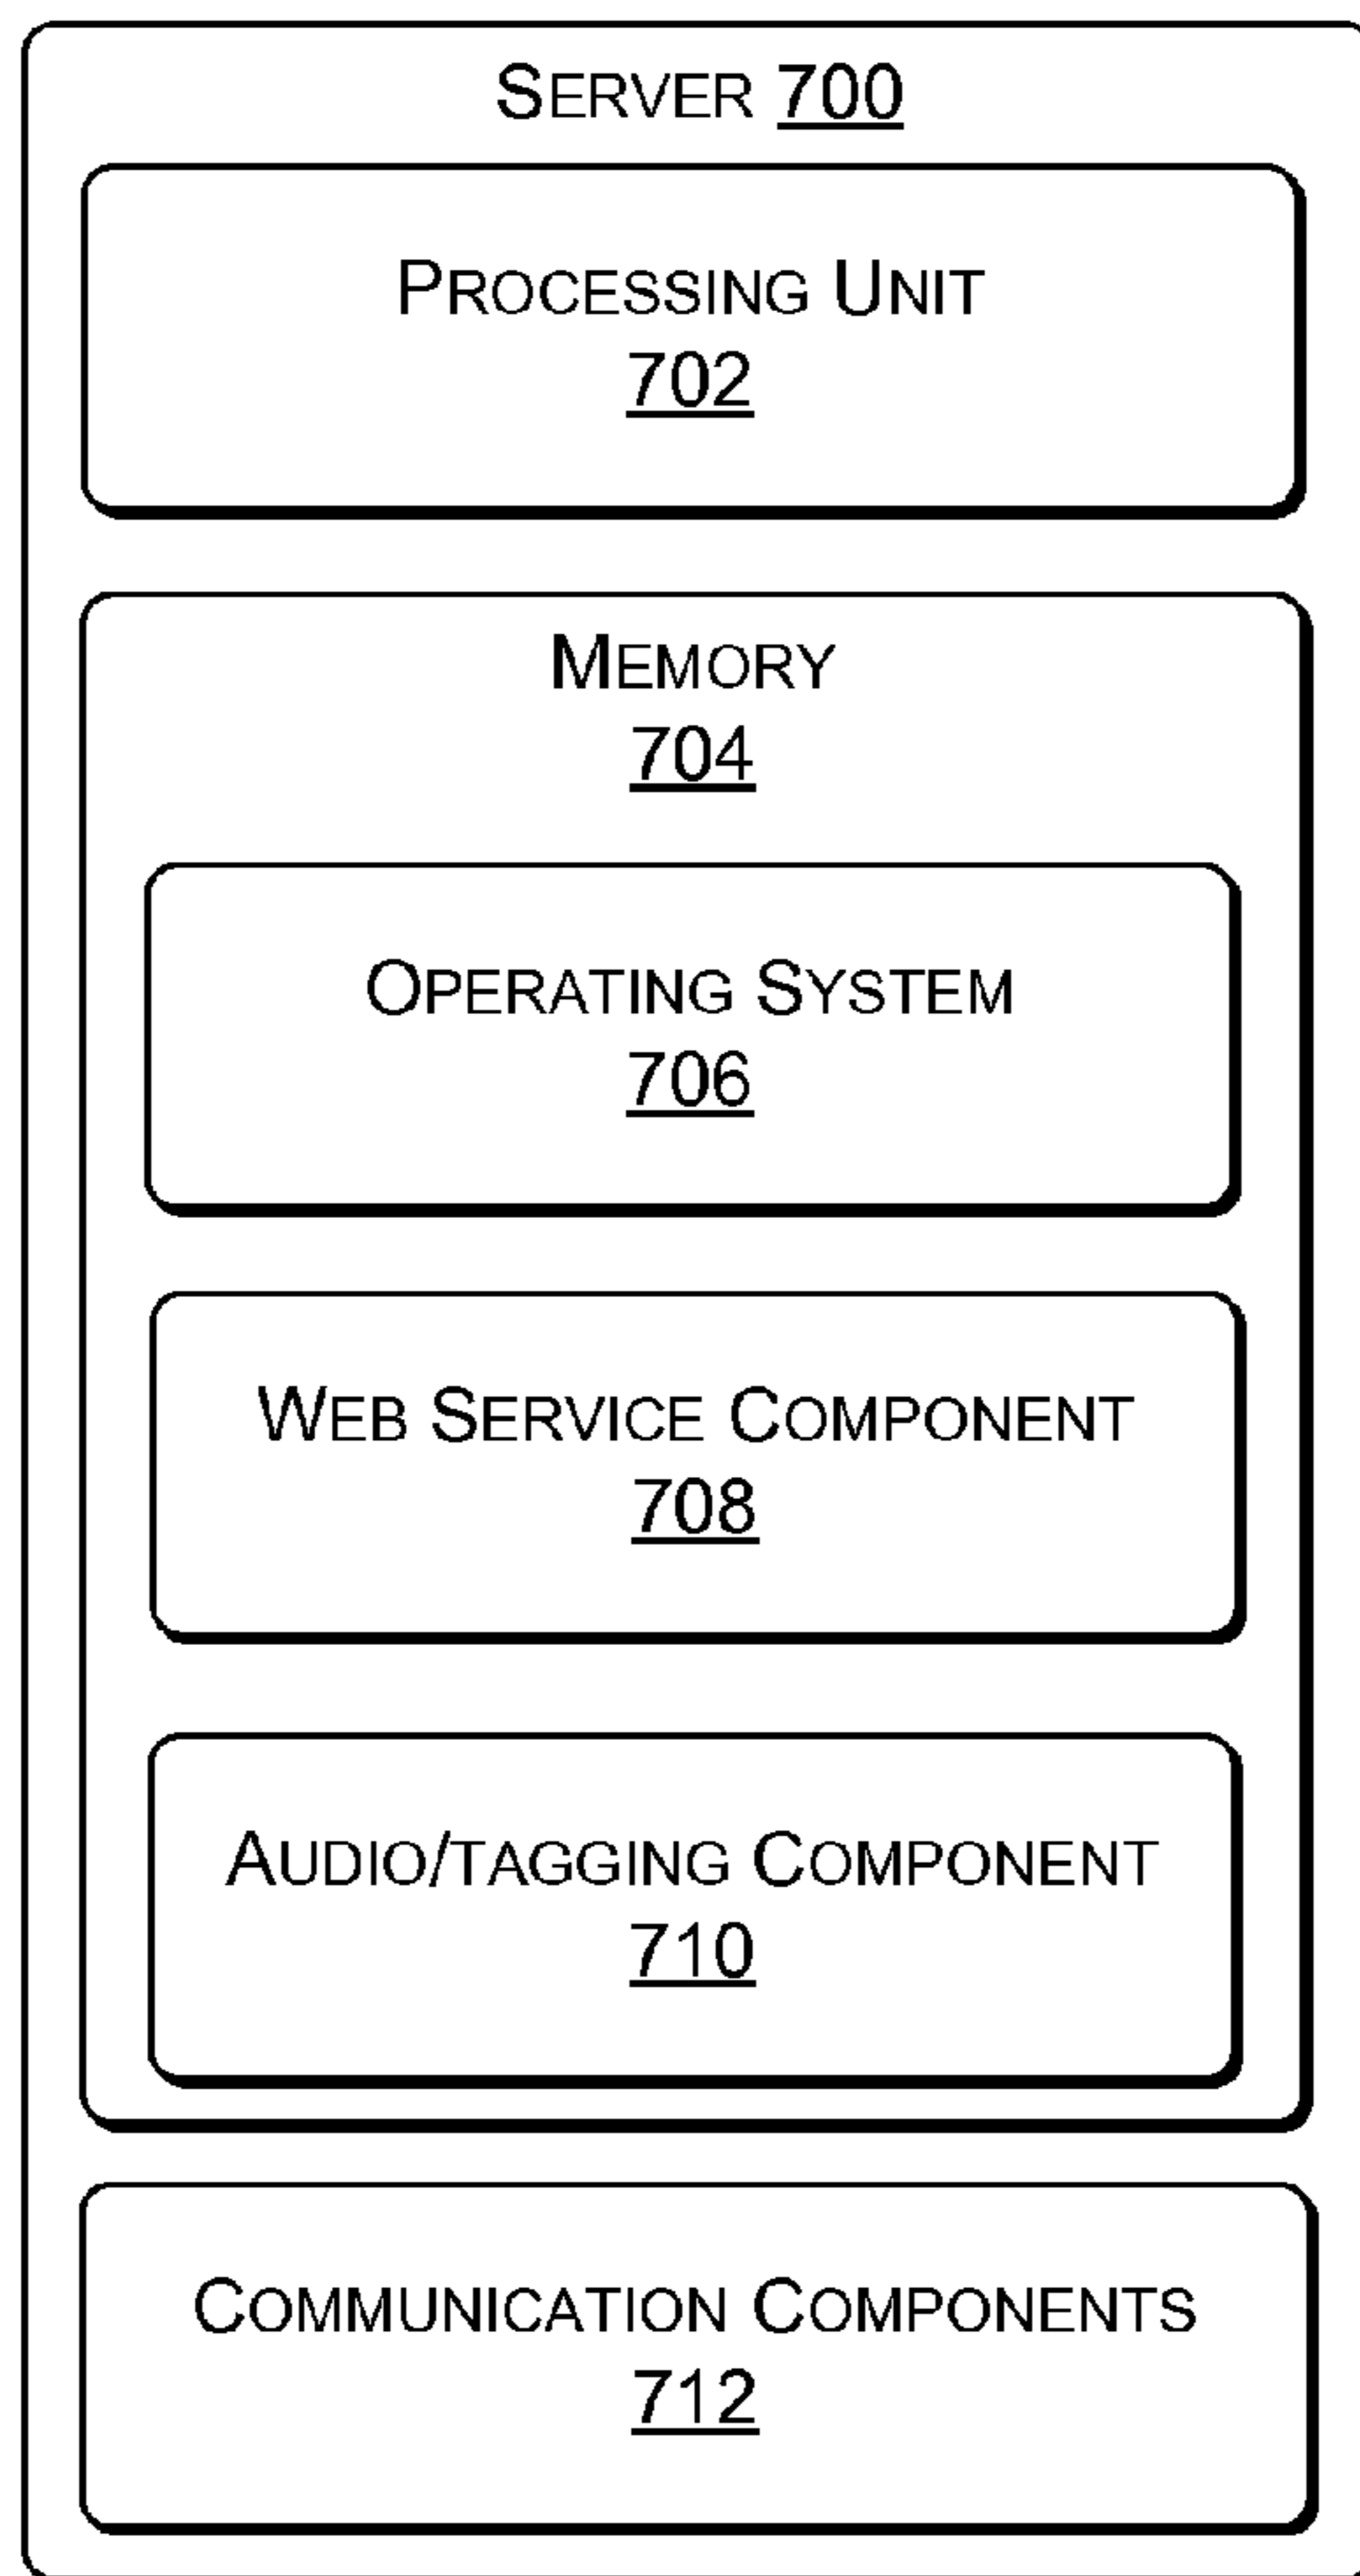 SERVER 700
PROCESSING UNIT
702
MEMORY
704
OPERATING SYSTEM
706
WEB SERVICE COMPONENT
708
AUDIO/TAGGING COMPONENT
710
COMMUNICATION COMPONENTS
712